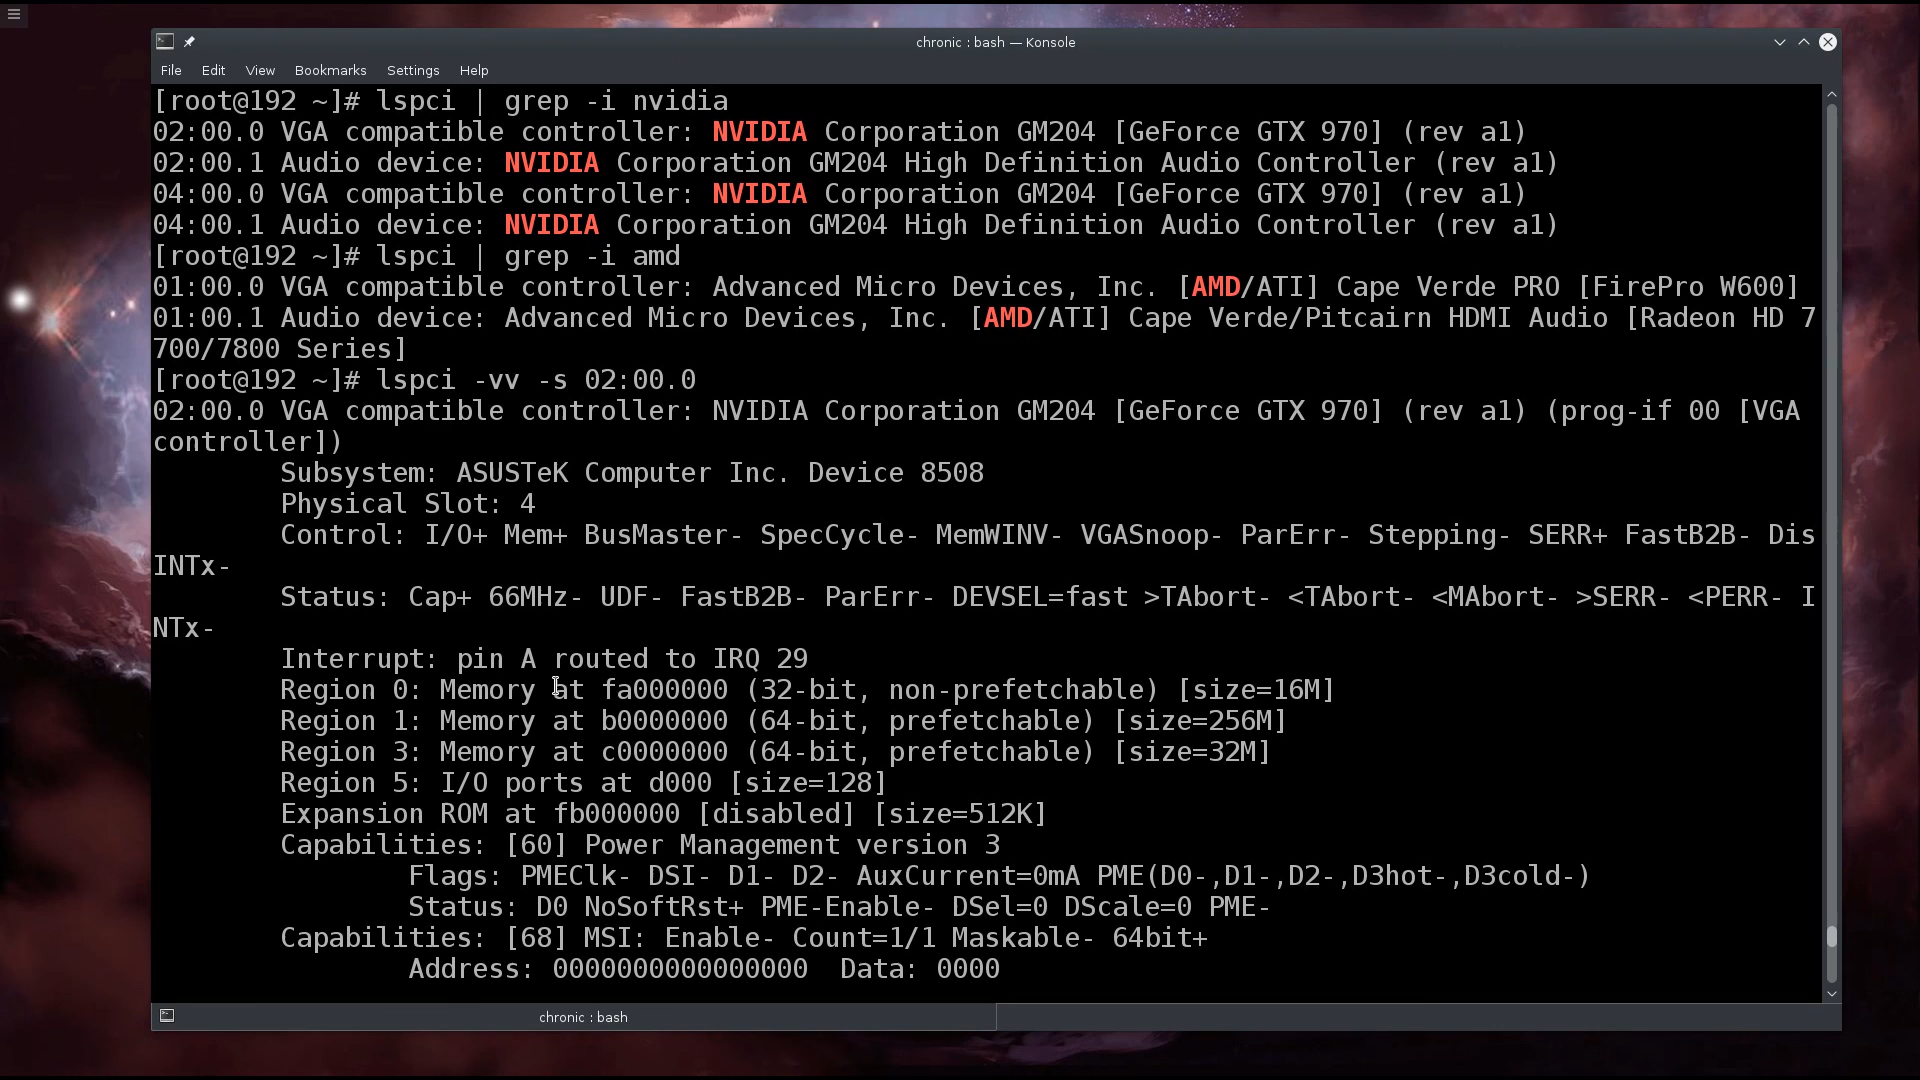 chronic : bash — Konsole
File Edit View Bookmarks Settings Help
[root@192 ~]# lspci | grep -i nvidia
02:00.0 VGA compatible controller: NVIDIA Corporation GM204 [GeForce GTX 970] (rev a1)
02:00.1 Audio device: NVIDIA Corporation GM204 High Definition Audio Controller (rev a1)
04:00.0 VGA compatible controller: NVIDIA Corporation GM204 [GeForce GTX 970] (rev a1)
04:00.1 Audio device: NVIDIA Corporation GM204 High Definition Audio Controller (rev a1)
[root@192 ~]# lspci | grep -i amd
01:00.0 VGA compatible controller: Advanced Micro Devices, Inc. [AMD/ATI] Cape Verde PRO [FirePro W600]
01:00.1 Audio device: Advanced Micro Devices, Inc. [AMD/ATI] Cape Verde/Pitcairn HDMI Audio [Radeon HD 7
700/7800 Series]
[root@192 ~]# lspci -vv -s 02:00.0
02:00.0 VGA compatible controller: NVIDIA Corporation GM204 [GeForce GTX 970] (rev a1) (prog-if 00 [VGA
controller])
Subsystem: ASUSTeK Computer Inc. Device 8508
Physical Slot: 4
Control: I/O+ Mem+ BusMaster- SpecCycle- MemWINV- VGASnoop- ParErr- Stepping- SERR+ FastB2B- Dis
INTx-
Status: Cap+ 66MHz- UDF- FastB2B- ParErr- DEVSEL=fast >TAbort- <TAbort- <MAbort- >SERR- <PERR- I
NTx-
Interrupt: pin A routed to IRQ 29
Region 0: Memory at fa000000 (32-bit, non-prefetchable) [size=16M]
Region 1: Memory at b0000000 (64-bit, prefetchable) [size=256M]
Region 3: Memory at c0000000 (64-bit, prefetchable) [size=32M]
Region 5: I/O ports at d000 [size=128]
Expansion ROM at fb000000 [disabled] [size=512K]
Capabilities: [60] Power Management version 3
Flags: PMEClk- DSI- D1- D2- AuxCurrent=0mA PME(D0-,D1-,D2-,D3hot-,D3cold-)
Status: D0 NoSoftRst+ PME-Enable- DSel=0 DScale=0 PME-
Capabilities: [68] MSI: Enable- Count=1/1 Maskable- 64bit+
Address: 0000000000000000  Data: 0000
chronic : bash